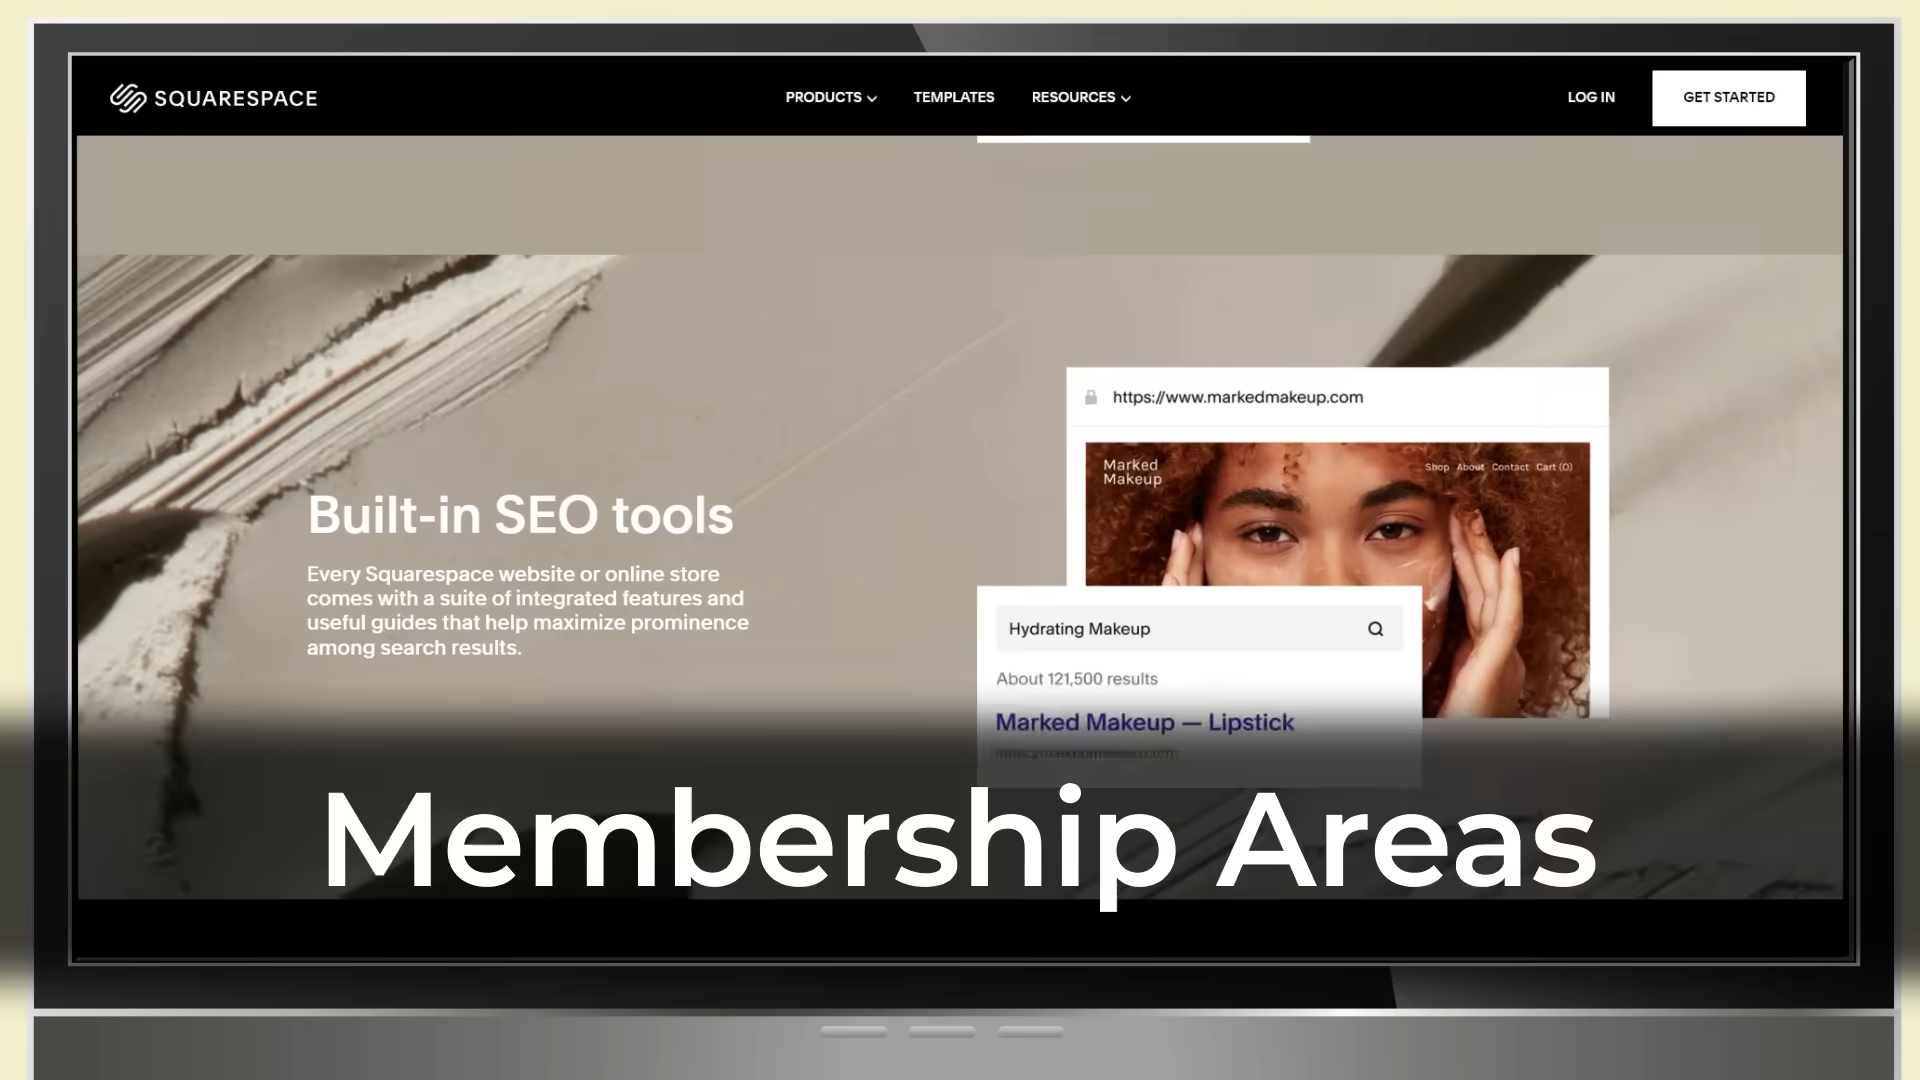 SQUARESPACE
PRODUCTS
TEMPLATES
RESOURCES
LOG IN
GET STARTED
https://www.markedmakeup.com
Marked
Makeup
Shop About Contact Cart (0)
Built-in SEO tools
Every Squarespace website or online store
comes with a suite of integrated features and
useful guides that help maximize prominence
among search results.
Hydrating Makeup
About 121,500 results
Marked Makeup — Lipstick
Membership Areas